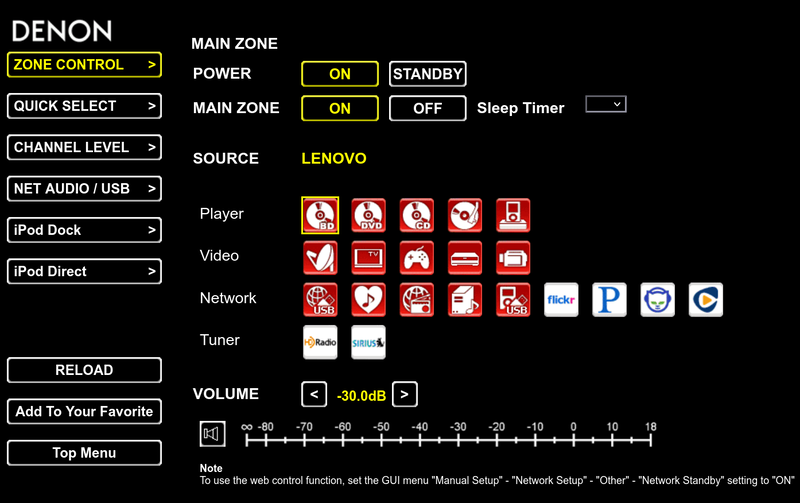 DENON
ZONE CONTROL >
QUICK SELECT >
CHANNEL LEVEL >
NET AUDIO / USB >
iPod Dock >
iPod Direct >
RELOAD
Add To Your Favorite
Top Menu
MAIN ZONE
POWER ON STANDBY
MAIN ZONE ON OFF Sleep Timer
SOURCE LENOVO
Player BD DVD CD
Video TV
Network USB USB flickr P
Tuner HD Radio SIRIUS
VOLUME < -30.0dB >
∞ -80 -70 -60 -50 -40 -30 -20 -10 0 10 18
Note
To use the web control function, set the GUI menu "Manual Setup" - "Network Setup" - "Other" - "Network Standby" setting to "ON"